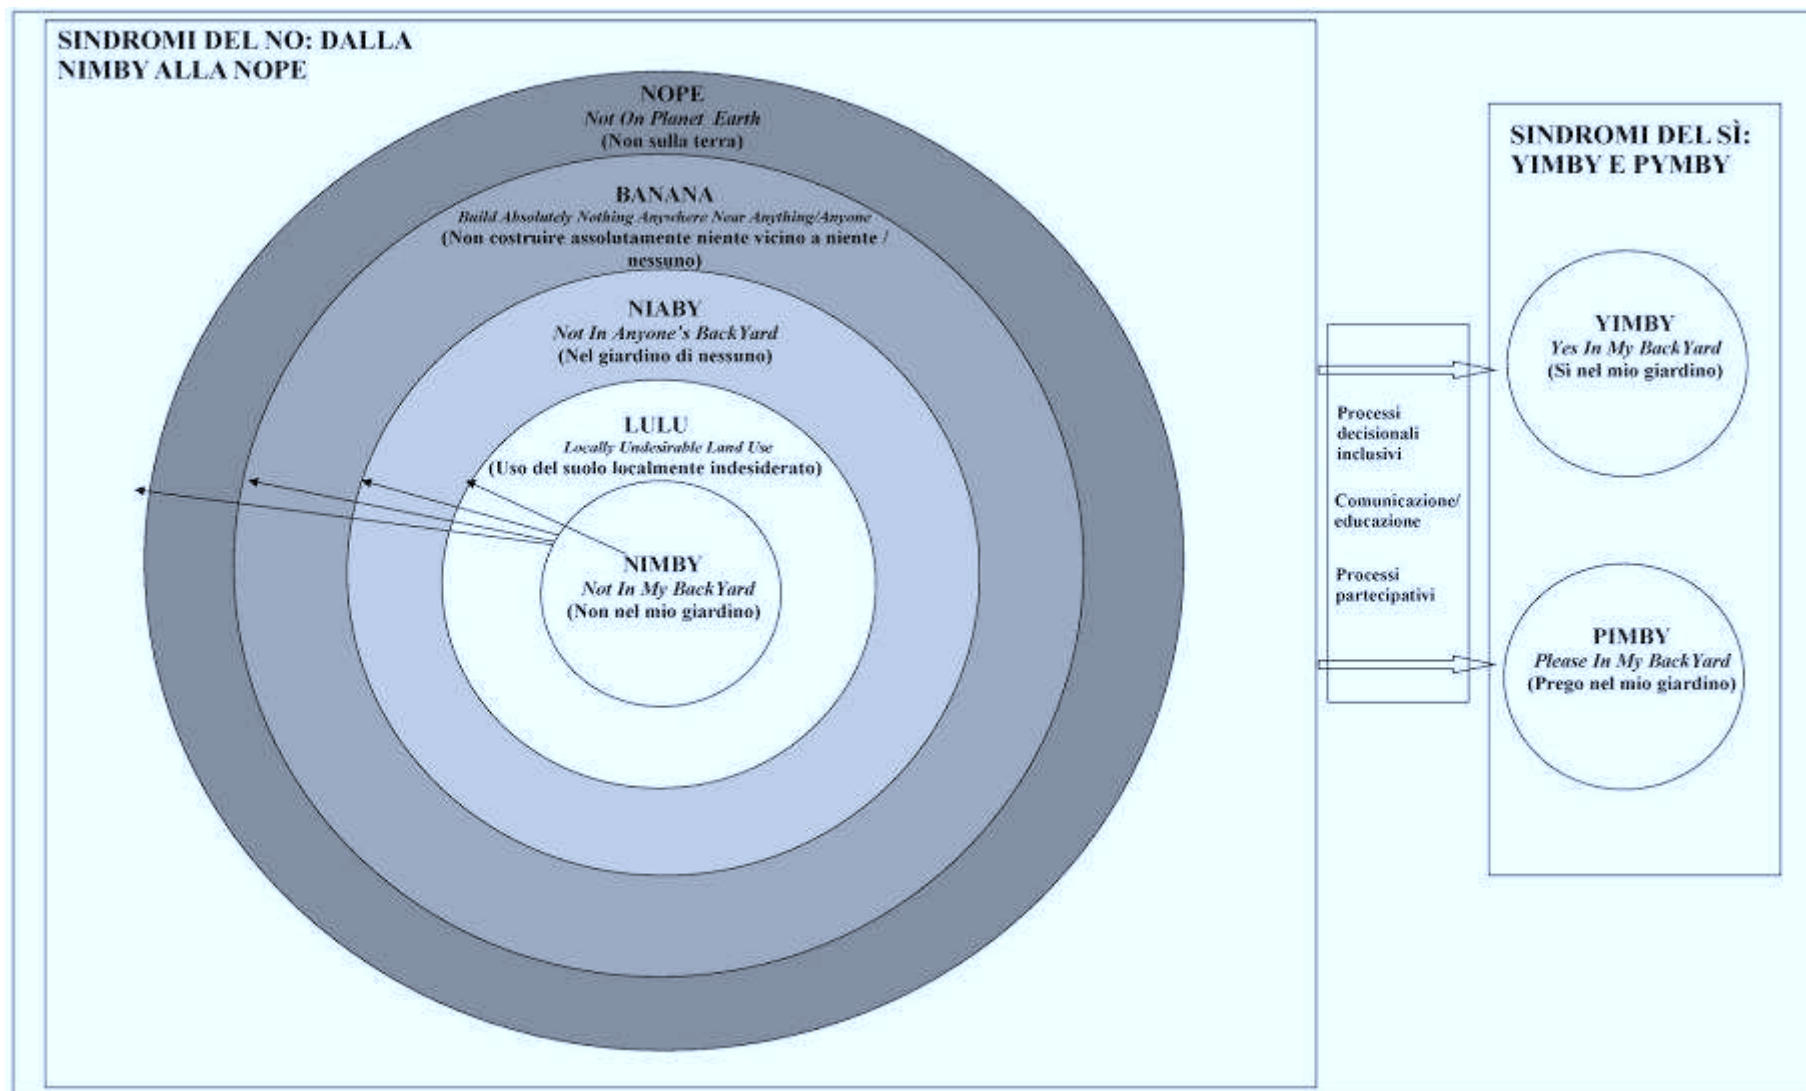 SINDROMI DEL NO: DALLA
NIMBY ALLA NOPE
NOPE
Not On Planet Earth
(Non sulla terra)
BANANA
Build Absolutely Nothing Anywhere Near Anything/Anyone
(Non costruire assolutamente niente vicino a niente /
nessuno)
NIABY
Not In Anyone's BackYard
(Nel giardino di nessuno)
LULU
Locally Undesirable Land Use
(Uso del suolo localmente indesiderato)
NIMBY
Not In My BackYard
(Non nel mio giardino)
Processi
decisionali
inclusivi
Comunicazione/
educazione
Processi
partecipativi
SINDROMI DEL SÌ:
YIMBY E PYMBY
YIMBY
Yes In My BackYard
(Sì nel mio giardino)
PIMBY
Please In My BackYard
(Prego nel mio giardino)